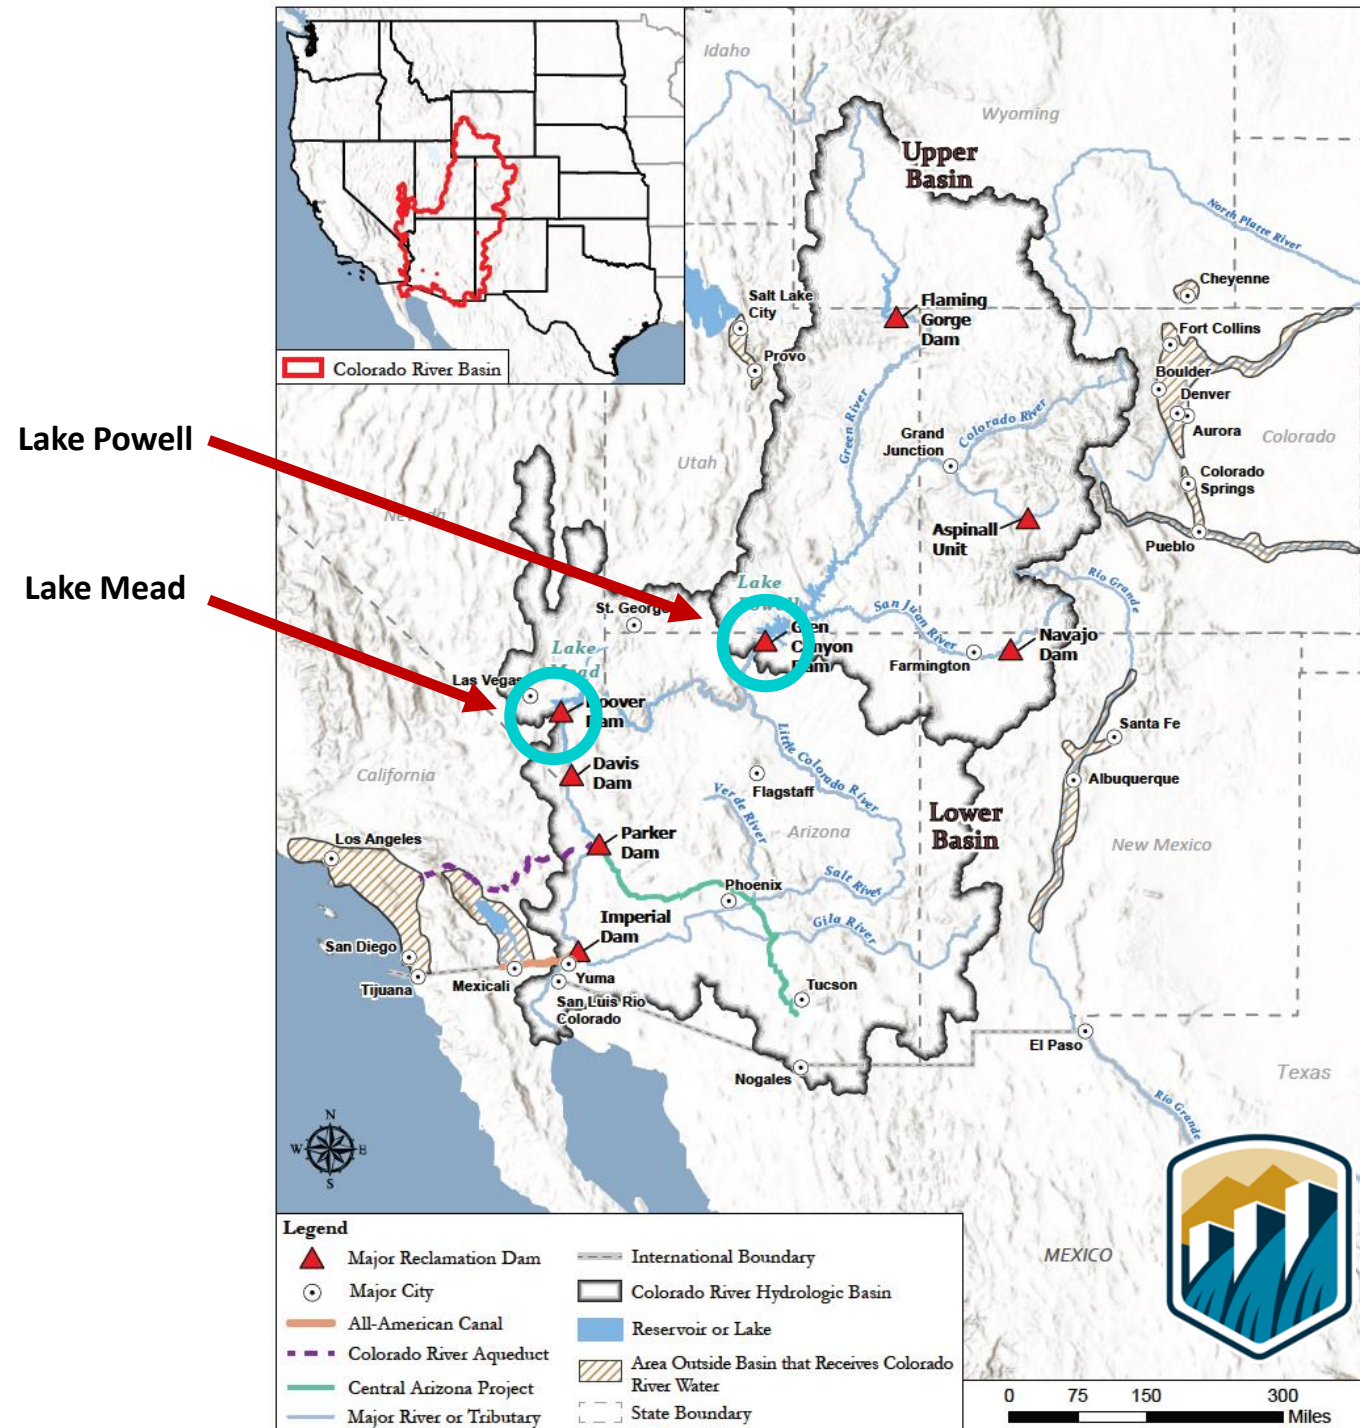 Idaho
Wyoming
Upper
Basin
North Platte River
Cheyenne
Salt Lake
City
Flaming
Gorge
Dam
Fort Collins
Provo
Colorado River Basin
Boulder
Denver
Green River
Colorado River
Aurora
Lake Powell
Grand
Junction
Colorado
Utah
Colorado
Springs
Nevada
Aspinall
Unit
Pueblo
Lake Mead
Lake
Powell
Rio Grande
St. George
San Juan River
Glen
Canyon
Dam
Navajo
Dam
Farmington
Lake
Mead
Las Vegas
Hoover
Dam
Santa Fe
Little Colorado River
California
Davis
Dam
Flagstaff
Albuquerque
Verde River
Lower
Basin
Los Angeles
Parker
Dam
Arizona
New Mexico
Phoenix
Salt River
Imperial
Dam
Gila River
San Diego
Tijuana
Mexicali
Yuma
San Luis Rio
Colorado
Tucson
El Paso
Nogales
Texas
Rio Grande
N
W
E
S
MEXICO
Legend
Major Reclamation Dam
Major City
All-American Canal
Colorado River Aqueduct
Central Arizona Project
Major River or Tributary
International Boundary
Colorado River Hydrologic Basin
Reservoir or Lake
Area Outside Basin that Receives Colorado
River Water
State Boundary
0 75 150 300
Miles